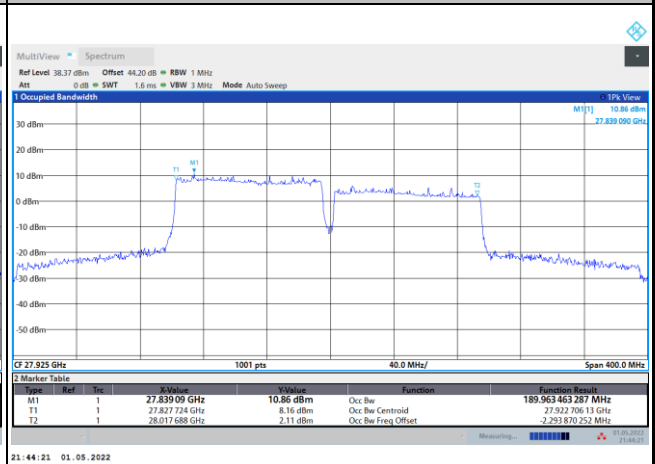 MultiView Spectrum
Ref Level 38.37 dBm Offset 44.20 dB RBW 1 MHz
Att 0 dB SWT 1.6 ms VBW 3 MHz Mode Auto Sweep
1 Occupied Bandwidth 1Pk View
M1[1] 10.86 dBm
27.839 090 GHz
30 dBm
20 dBm
T1 M1
10 dBm
0 dBm
-10 dBm
-20 dBm
-30 dBm
-40 dBm
-50 dBm
CF 27.925 GHz 1001 pts 40.0 MHz/ Span 400.0 MHz
2 Marker Table
Type Ref Trc X-Value Y-Value Function Function Result
M1 1 27.839 09 GHz 10.86 dBm Occ Bw 189.963 463 287 MHz
T1 1 27.827 724 GHz 8.16 dBm Occ Bw Centroid 27.922 706 13 GHz
T2 1 28.017 688 GHz 2.11 dBm Occ Bw Freq Offset -2.293 870 252 MHz
Measuring... 01.05.2022
21:44:21
21:44:21 01.05.2022